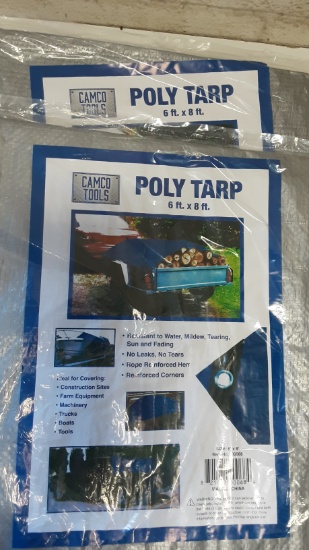 CAMCO
TOOLS
POLY TARP
6 ft. x 8 ft.
CAMCO
TOOLS
POLY TARP
6 ft. x 8 ft.
• Resistant to Water, Mildew, Tearing,
Sun and Fading
• No Leaks, No Tears
• Rope Reinforced Hem
• Reinforced Corners
Ideal for Covering:
• Construction Sites
• Farm Equipment
• Machinery
• Trucks
• Boats
• Tools
WARNING: